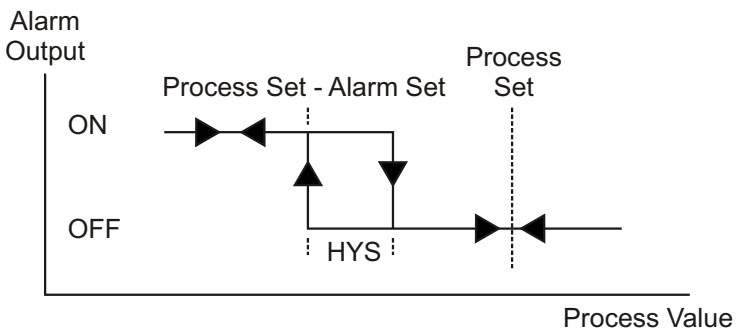 Alarm
Output
Process
Set
Process Set - Alarm Set
ON
OFF
HYS
Process Value